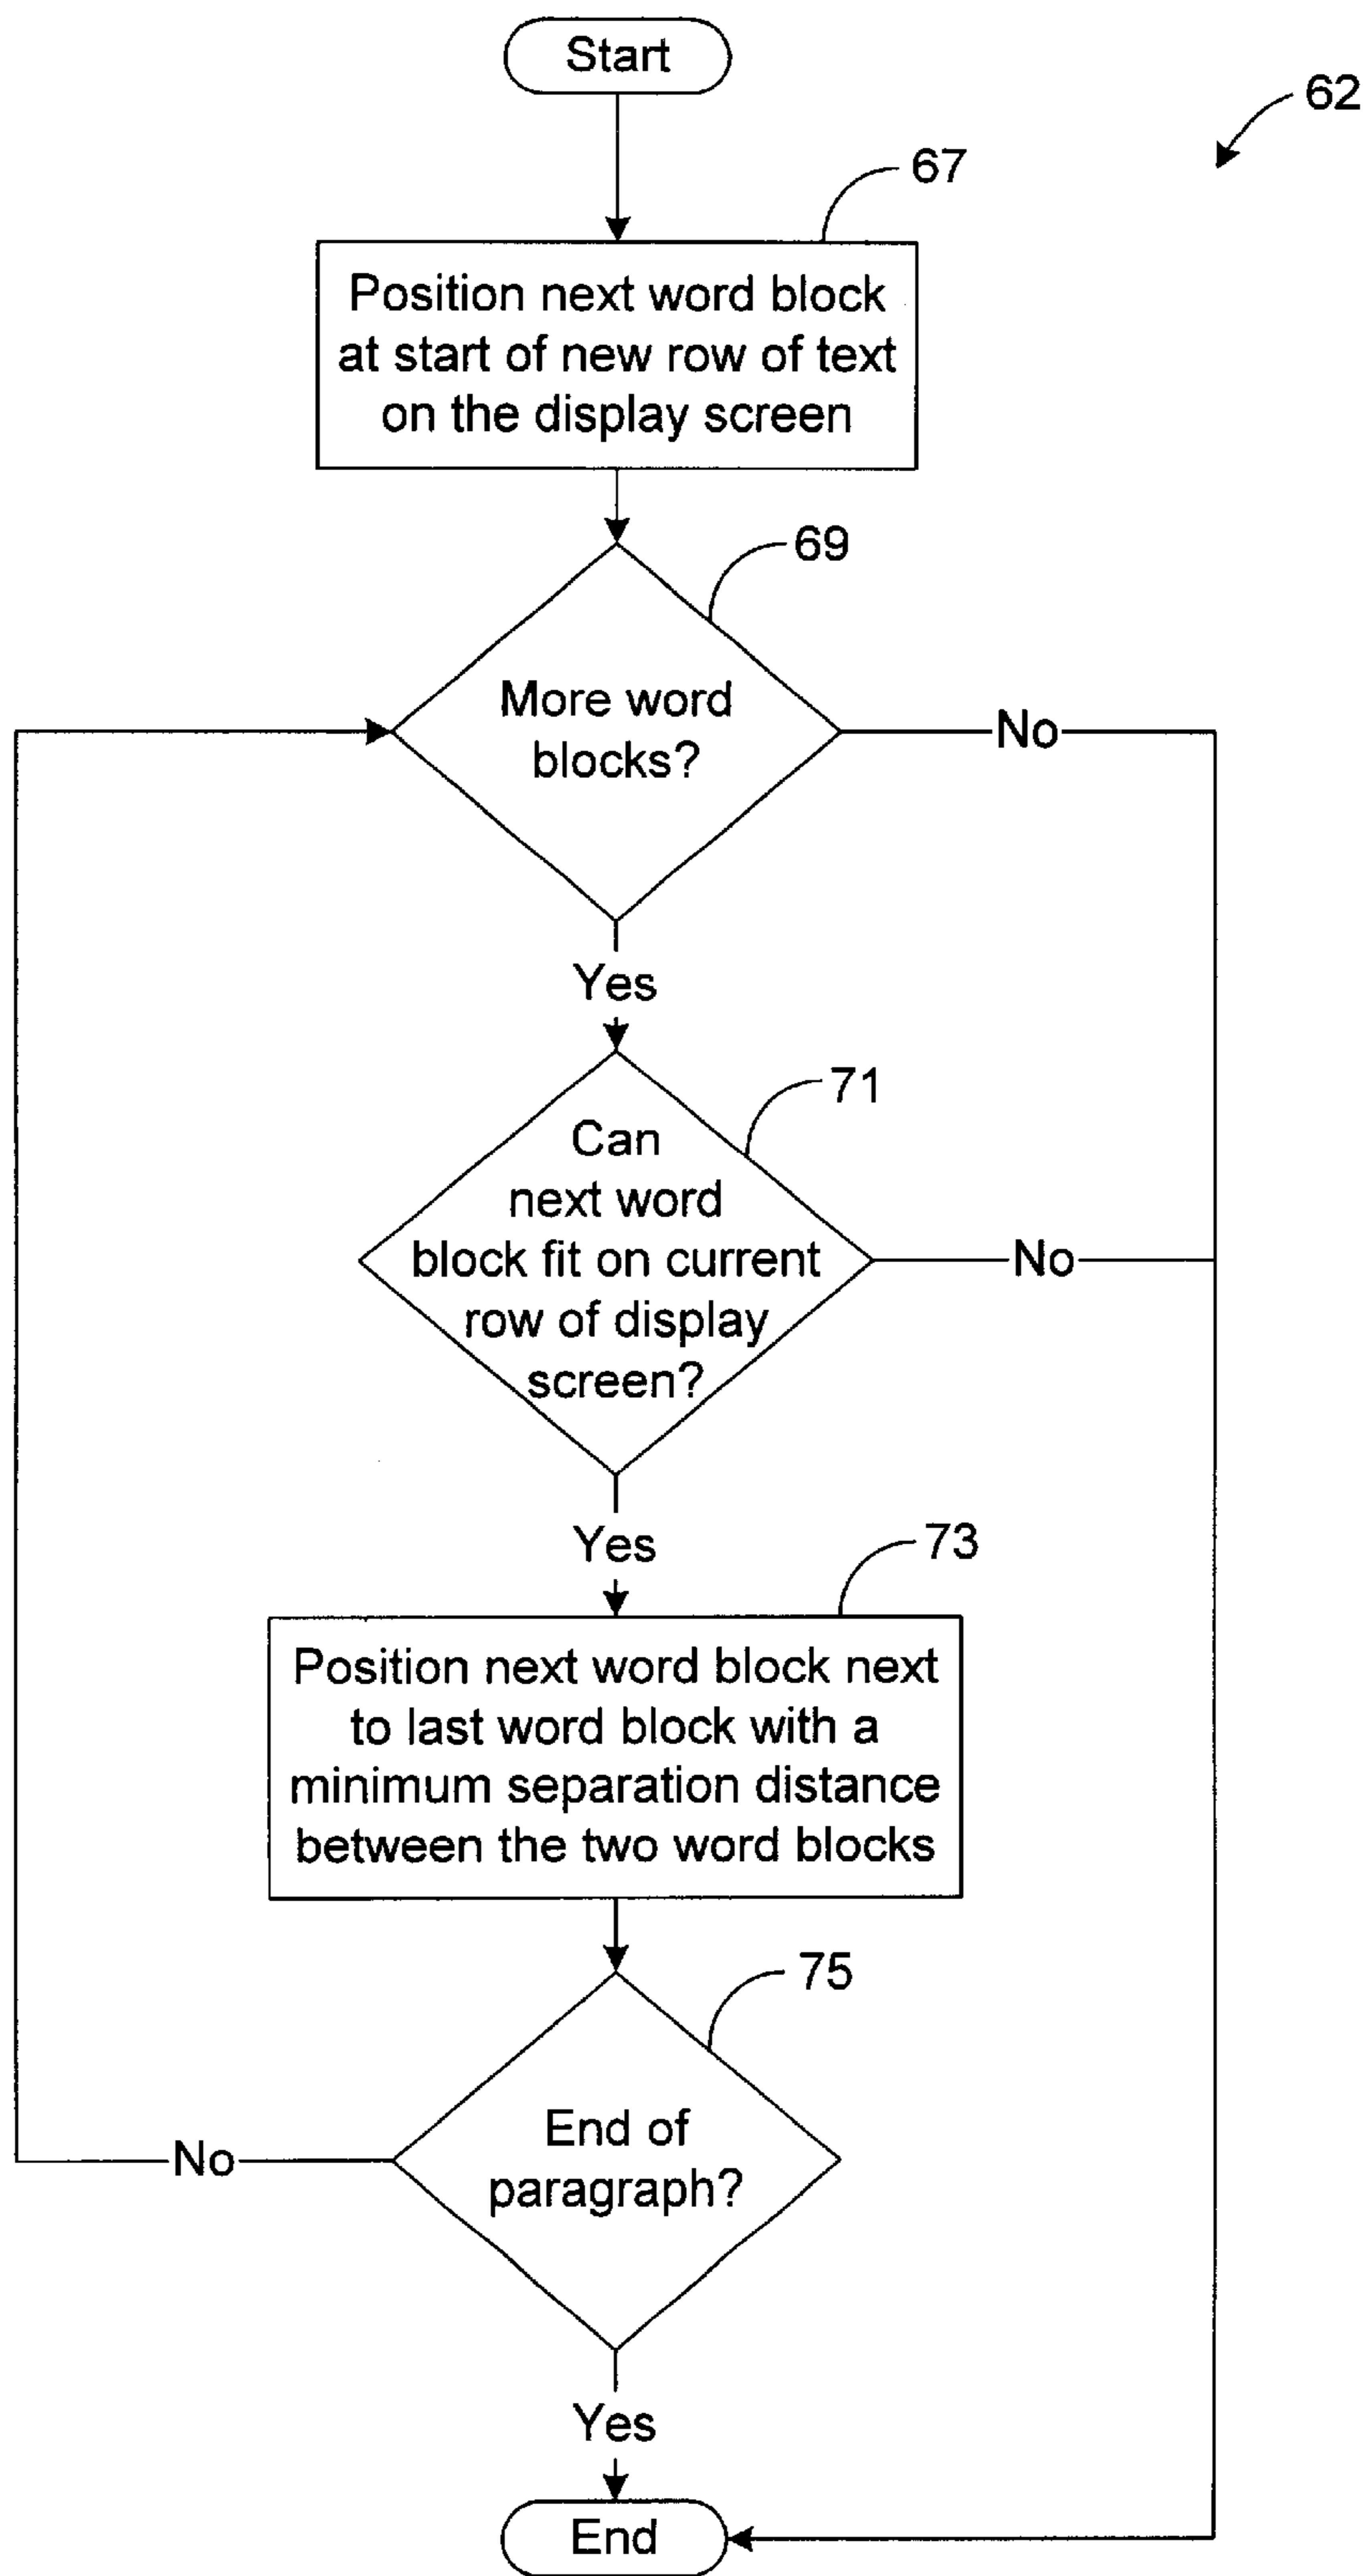 Start
62
67
Position next word block
at start of new row of text
on the display screen
69
More word
blocks?
No
Yes
71
Can
next word
block fit on current
row of display
screen?
No
Yes
73
Position next word block next
to last word block with a
minimum separation distance
between the two word blocks
75
End of
paragraph?
No
Yes
End